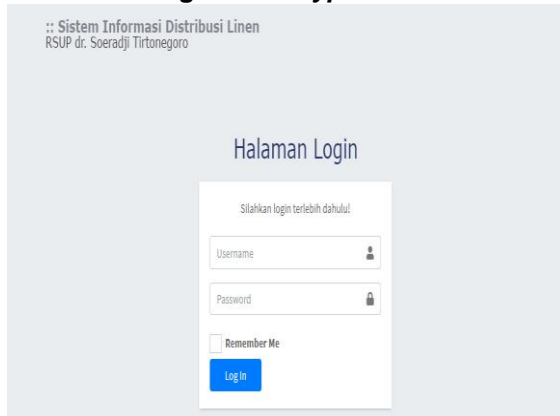 :: Sistem Informasi Distribusi Linen
RSUP dr. Soeradji Tirtonegoro
Halaman Login
Silahkan login terlebih dahulu!
Username
Password
Remember Me
Log In